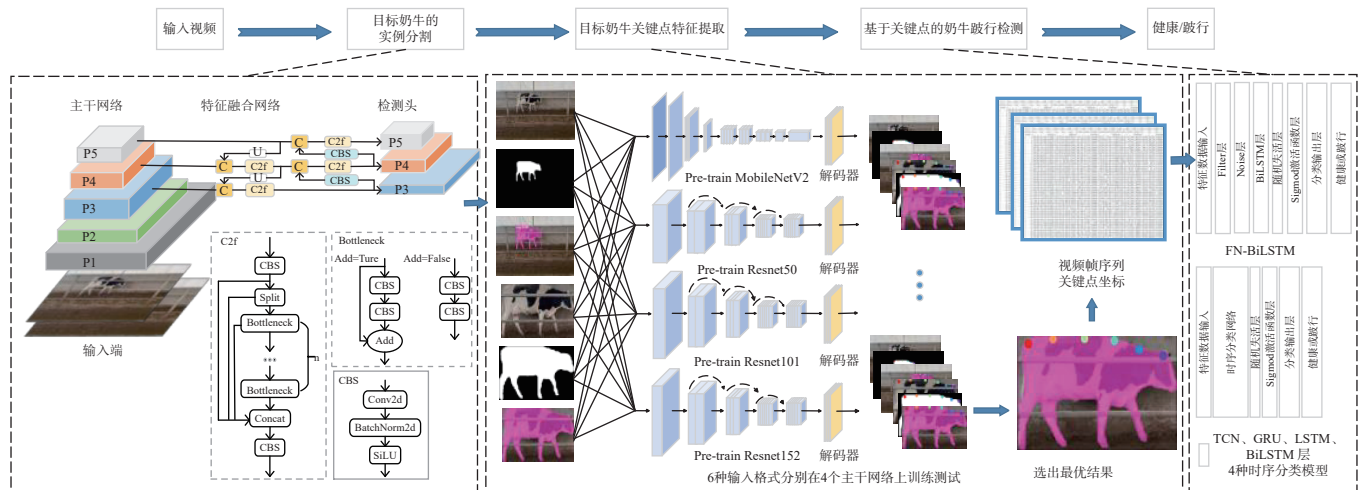 输入视频
目标奶牛的
实例分割
目标奶牛关键点特征提取
基于关键点的奶牛跛行检测
健康/跛行
主干网络
特征融合网络
检测头
P5
P4
P3
P2
P1
C
C2f
U
CBS
C
C2f
C
C2f
U
CBS
C
C2f
P5
P4
P3
输入端
C2f
CBS
Split
Bottleneck
***
n
Bottleneck
Concat
CBS
Bottleneck
Add=Ture
Add=False
CBS
CBS
Add
CBS
CBS
CBS
Conv2d
BatchNorm2d
SiLU
Pre-train MobileNetV2
解码器
Pre-train Resnet50
解码器
Pre-train Resnet101
解码器
Pre-train Resnet152
解码器
6种输入格式分别在4个主干网络上训练测试
视频帧序列
关键点坐标
选出最优结果
特征数据输入
Filter层
Noise层
BiLSTM层
随机失活层
Sigmod激活函数层
分类输出层
健康或跛行
FN-BiLSTM
特征数据输入
时序分类网络
随机失活层
Sigmod激活函数层
分类输出层
健康或跛行
TCN、GRU、LSTM、
BiLSTM 层
4种时序分类模型